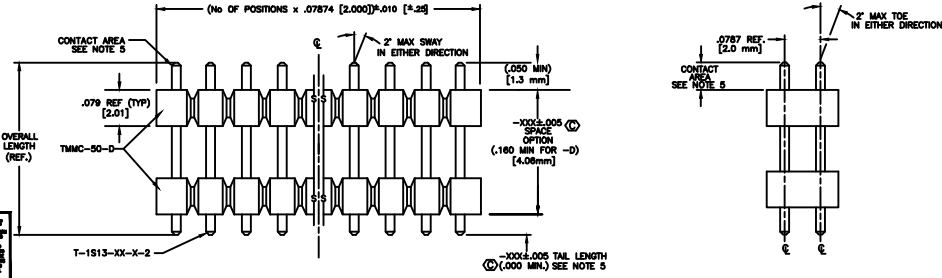 (No OF POSITIONS x .07874 [2.000])±.010 [±.25]
CONTACT AREA
SEE NOTE 5
℄
2° MAX SWAY
IN EITHER DIRECTION
(.050 MIN)
[1.3 mm]
.079 REF (TYP)
[2.01]
OVERALL
LENGTH
(REF.)
TMMC-50-D
S S
-XXX±.005 Ⓒ
SPACE
OPTION
(.160 MIN FOR -D)
[4.06mm]
S S
T-1S13-XX-X-2
-XXX±.005 TAIL LENGTH
Ⓒ (.000 MIN.) SEE NOTE 5
2° MAX TOE
IN EITHER DIRECTION
.0787 REF.
[2.0 mm]
CONTACT
AREA
SEE NOTE 5
℄ ℄